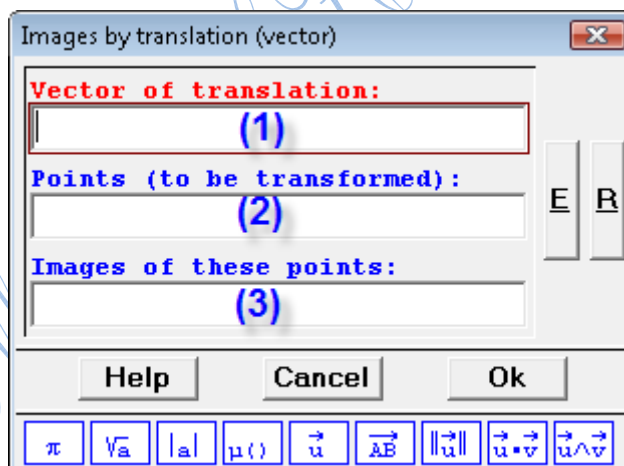 Images by translation (vector)
Vector of translation:
(1)
Points (to be transformed):
(2)
Images of these points:
(3)
E R
Help Cancel Ok
π √a |a| µ() u⃗ AB⃗ ||u⃗|| u⃗•v⃗ u⃗∧v⃗